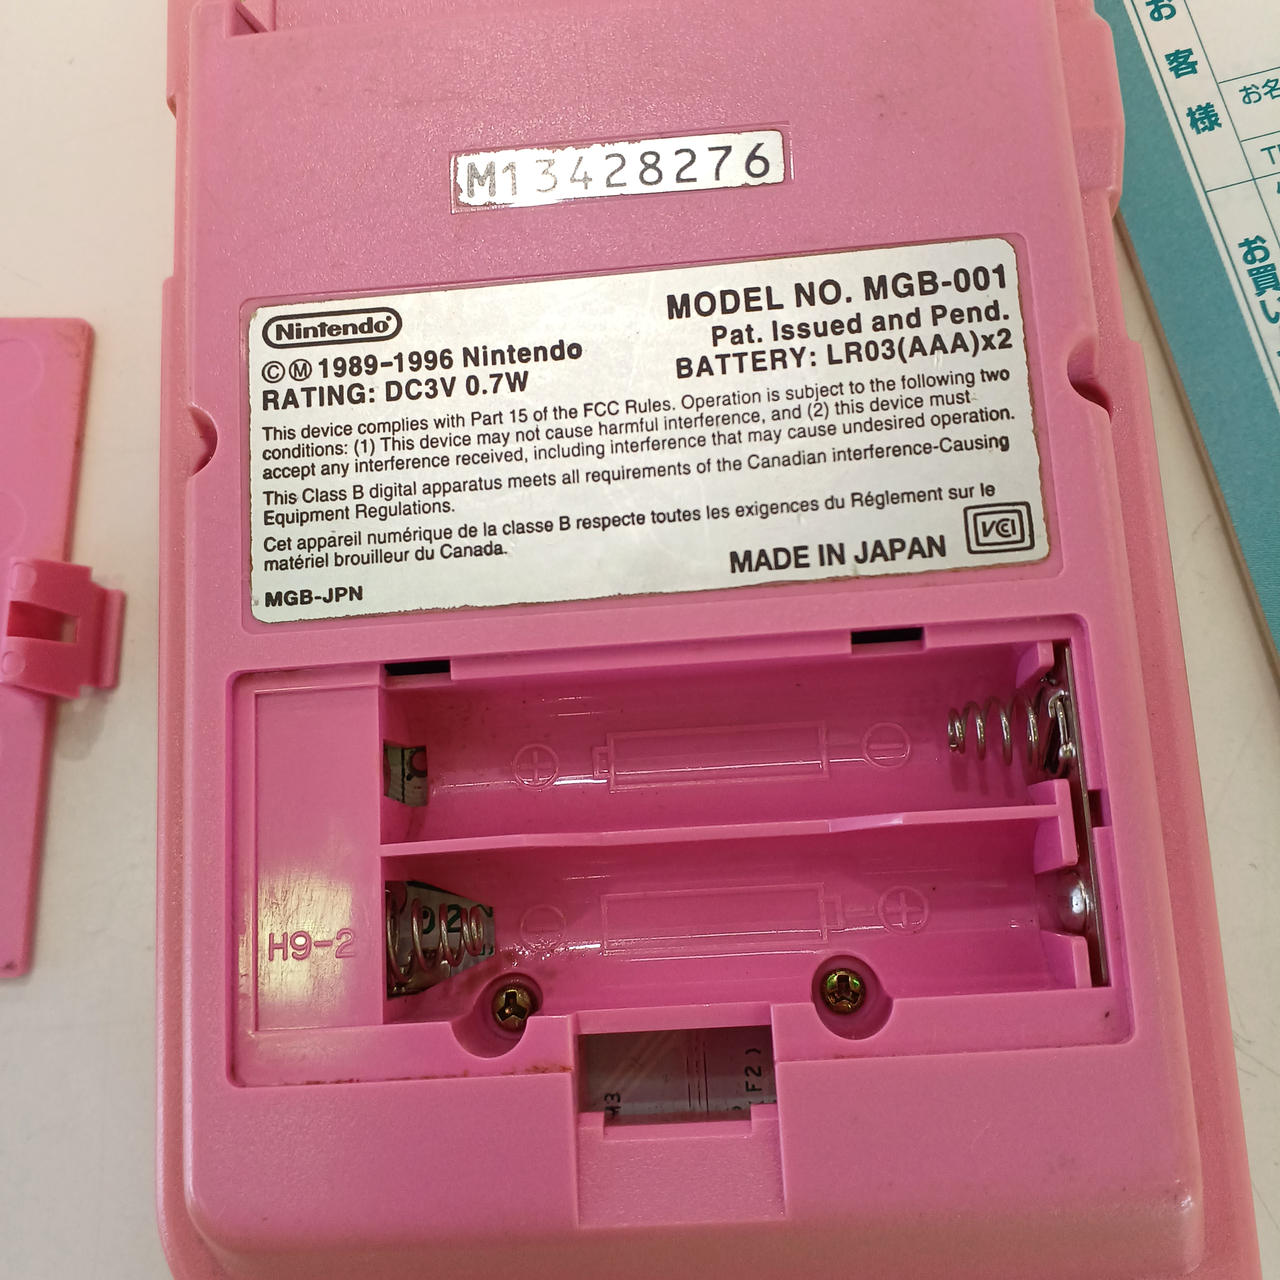 M13428276
Nintendo®
MODEL NO. MGB-001
Pat. Issued and Pend.
BATTERY: LR03(AAA)x2
©Ⓜ 1989-1996 Nintendo
RATING: DC3V 0.7W
This device complies with Part 15 of the FCC Rules. Operation is subject to the following two
conditions: (1) This device may not cause harmful interference, and (2) this device must
accept any interference received, including interference that may cause undesired operation.
This Class B digital apparatus meets all requirements of the Canadian interference-Causing
Equipment Regulations.
Cet appareil numérique de la classe B respecte toutes les exigences du Réglement sur le
matériel brouilleur du Canada.
MADE IN JAPAN
VCI
MGB-JPN
H9-2
F2)
お客様
お名
お買い